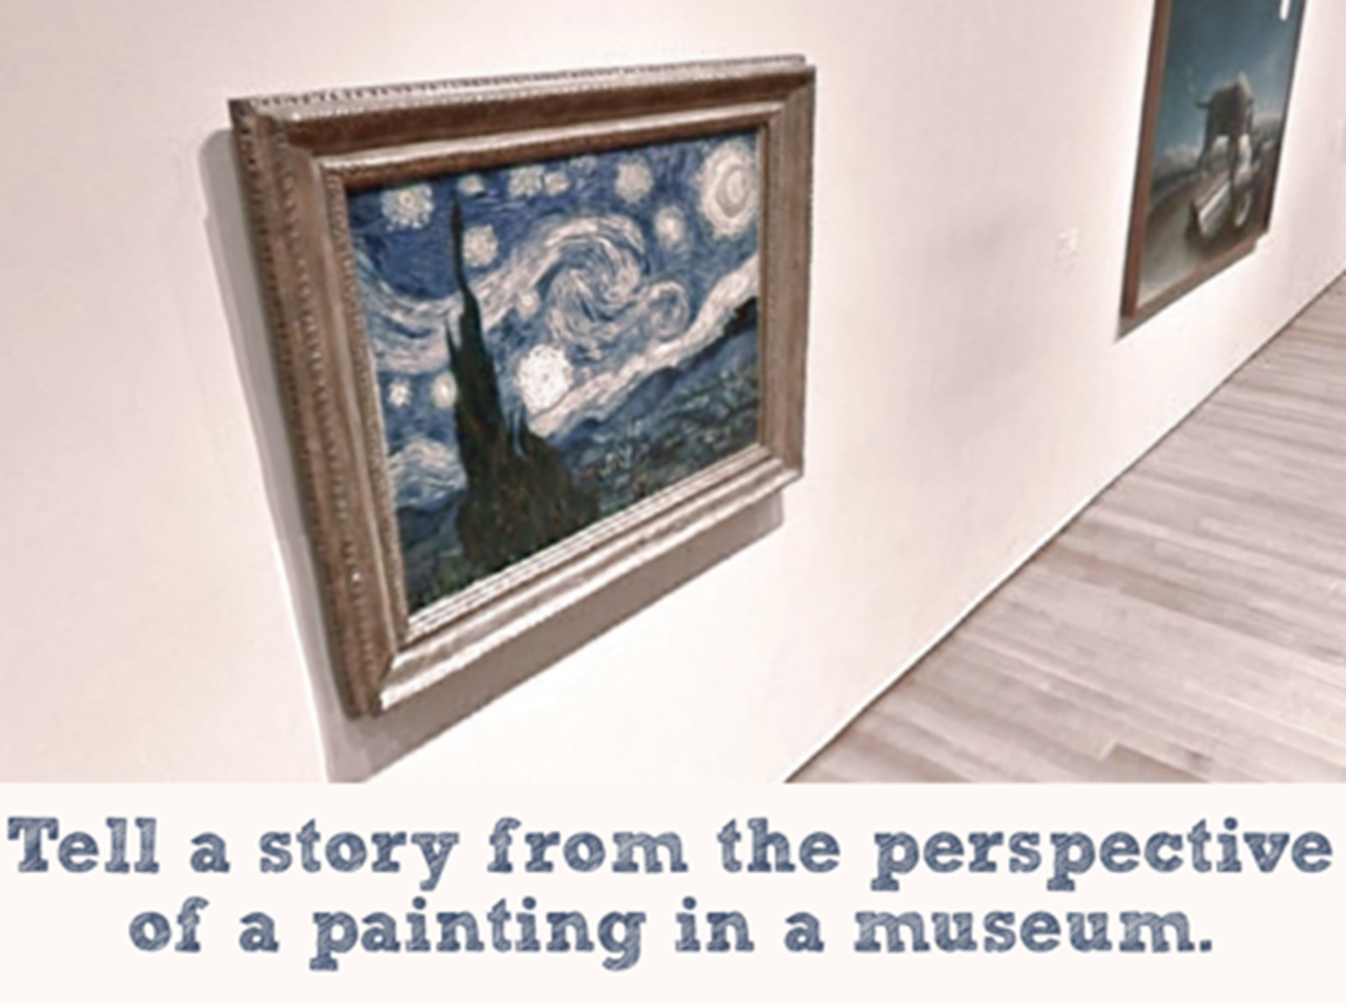 Tell a story from the perspective
of a painting in a museum.